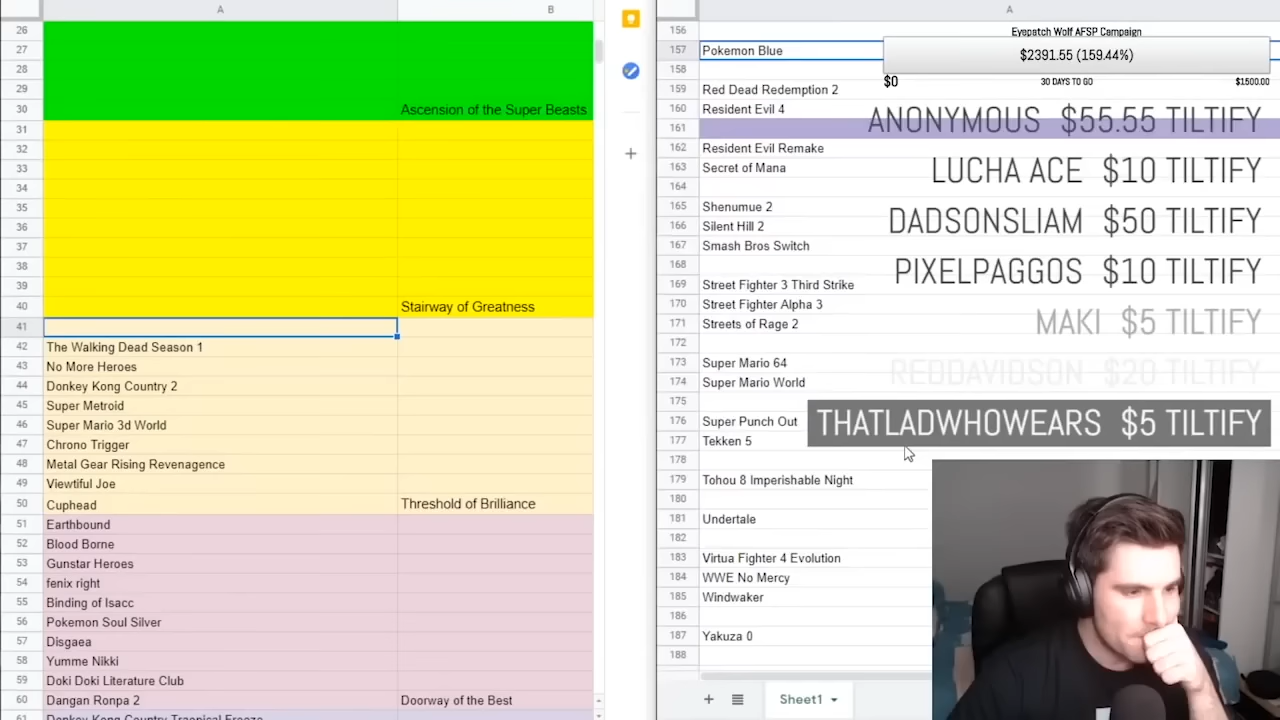 A
B
26
27
28
29
30 Ascension of the Super Beasts
31
32
33
34
35
36
37
38
39
40 Stairway of Greatness
41
42 The Walking Dead Season 1
43 No More Heroes
44 Donkey Kong Country 2
45 Super Metroid
46 Super Mario 3d World
47 Chrono Trigger
48 Metal Gear Rising Revenagence
49 Viewtiful Joe
50 Cuphead Threshold of Brilliance
51 Earthbound
52 Blood Borne
53 Gunstar Heroes
54 fenix right
55 Binding of Isacc
56 Pokemon Soul Silver
57 Disgaea
58 Yumme Nikki
59 Doki Doki Literature Club
60 Dangan Ronpa 2 Doorway of the Best
61 Donkey Kong Country Tropical Freeze
A
156
157 Pokemon Blue
158
159 Red Dead Redemption 2
160 Resident Evil 4
161
162 Resident Evil Remake
163 Secret of Mana
164
165 Shenumue 2
166 Silent Hill 2
167 Smash Bros Switch
168
169 Street Fighter 3 Third Strike
170 Street Fighter Alpha 3
171 Streets of Rage 2
172
173 Super Mario 64
174 Super Mario World
175
176 Super Punch Out
177 Tekken 5
178
179 Tohou 8 Imperishable Night
180
181 Undertale
182
183 Virtua Fighter 4 Evolution
184 WWE No Mercy
185 Windwaker
186
187 Yakuza 0
188
Sheet1
Eyepatch Wolf AFSP Campaign
$2391.55 (159.44%)
$0 30 DAYS TO GO $1500.00
ANONYMOUS $55.55 TILTIFY
LUCHA ACE $10 TILTIFY
DADSONSLIAM $50 TILTIFY
PIXELPAGGOS $10 TILTIFY
MAKI $5 TILTIFY
REDDAVIDSON $20 TILTIFY
THATLADWHOWEARS $5 TILTIFY